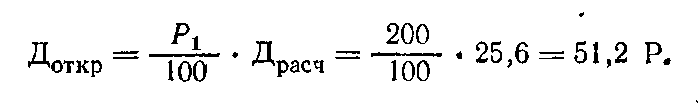 Д_откр = P_1/100 · Д_расч = 200/100 · 25,6 = 51,2 Р.